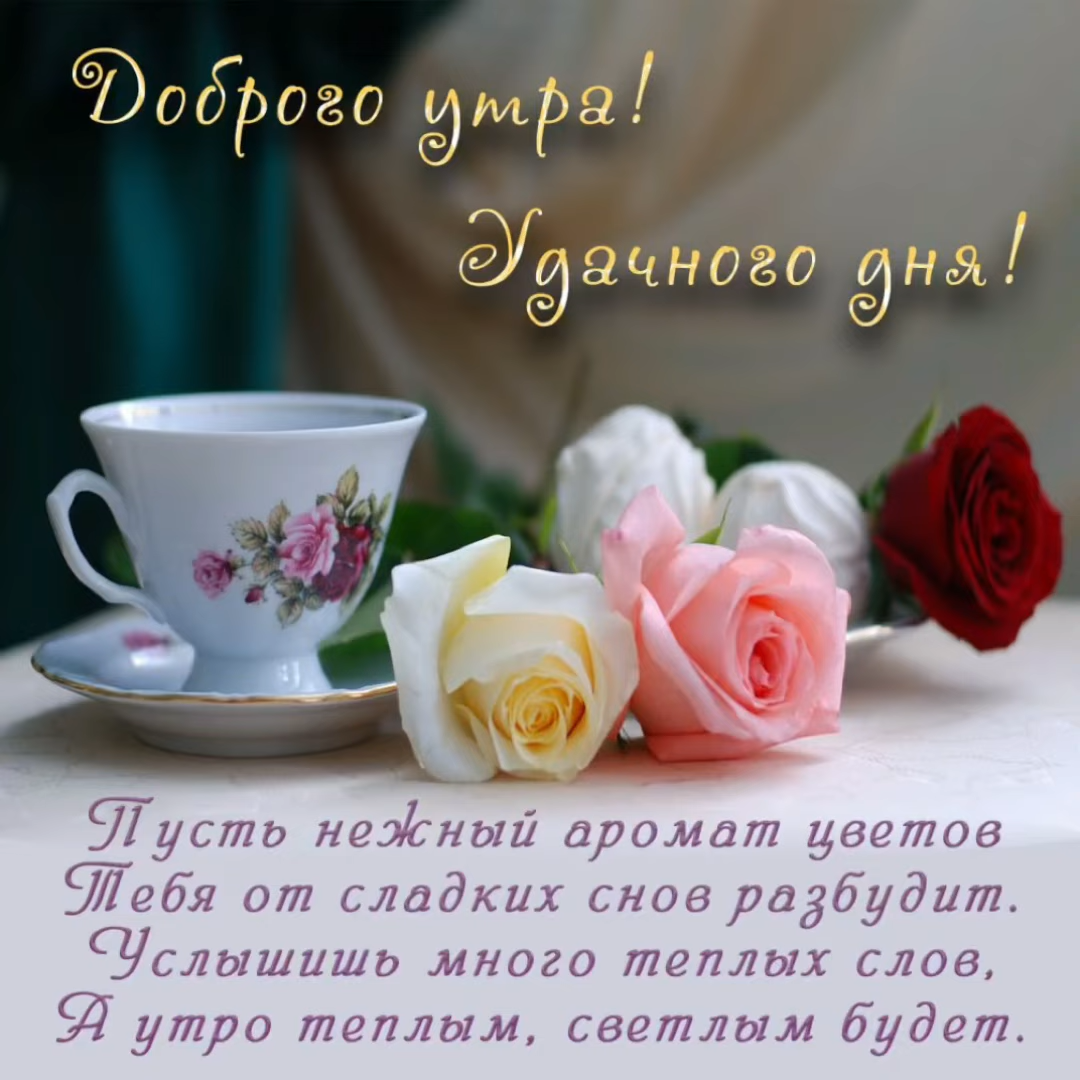 Доброго утра!
Удачного дня!
Пусть нежный аромат цветов
Тебя от сладких снов разбудит.
Услышишь много теплых слов,
А утро теплым, светлым будет.